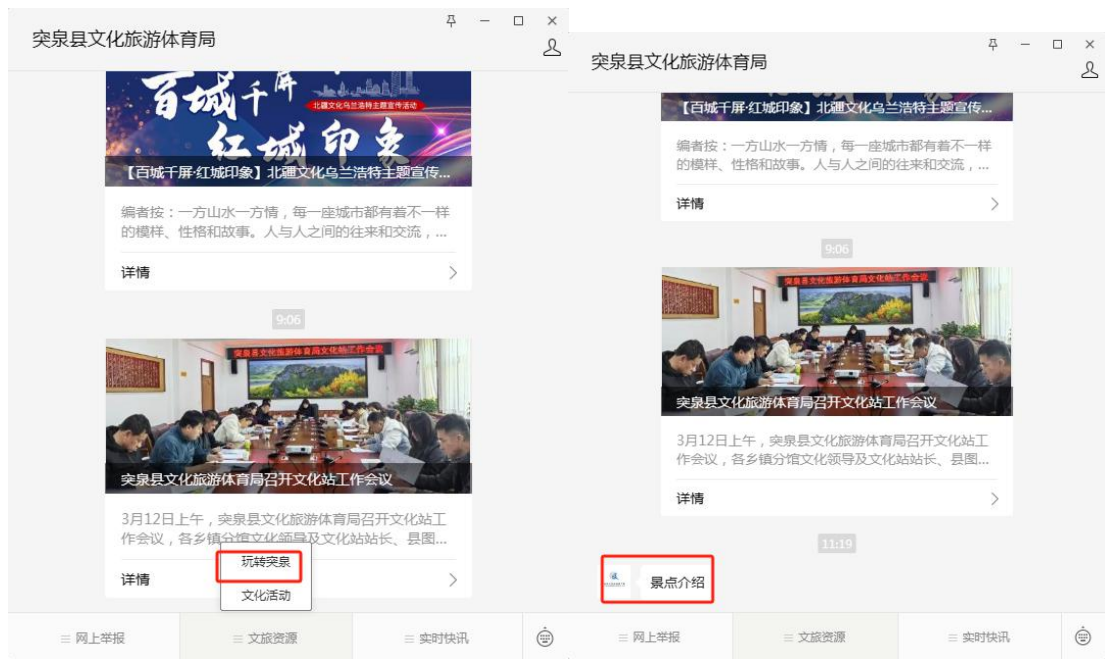 突泉县文化旅游体育局
百城千屏
北疆文化乌兰浩特主题宣传活动
红城印象
【百城千屏·红城印象】北疆文化乌兰浩特主题宣传...
编者按：一方山水一方情，每一座城市都有着不一样
的模样、性格和故事。人与人之间的往来和交流，...
详情
9:06
突泉县文化旅游体育局文化站工作会议
突泉县文化旅游体育局召开文化站工作会议
3月12日上午，突泉县文化旅游体育局召开文化站工
作会议，各乡镇分馆文化领导及文化站站长、县图...
玩转突泉
详情
文化活动
网上举报
文旅资源
实时快讯
突泉县文化旅游体育局
【百城千屏·红城印象】北疆文化乌兰浩特主题宣传...
编者按：一方山水一方情，每一座城市都有着不一样
的模样、性格和故事。人与人之间的往来和交流，...
详情
9:06
突泉县文化旅游体育局文化站工作会议
突泉县文化旅游体育局召开文化站工作会议
3月12日上午，突泉县文化旅游体育局召开文化站工
作会议，各乡镇分馆文化领导及文化站站长、县图...
详情
11:19
景点介绍
网上举报
文旅资源
实时快讯